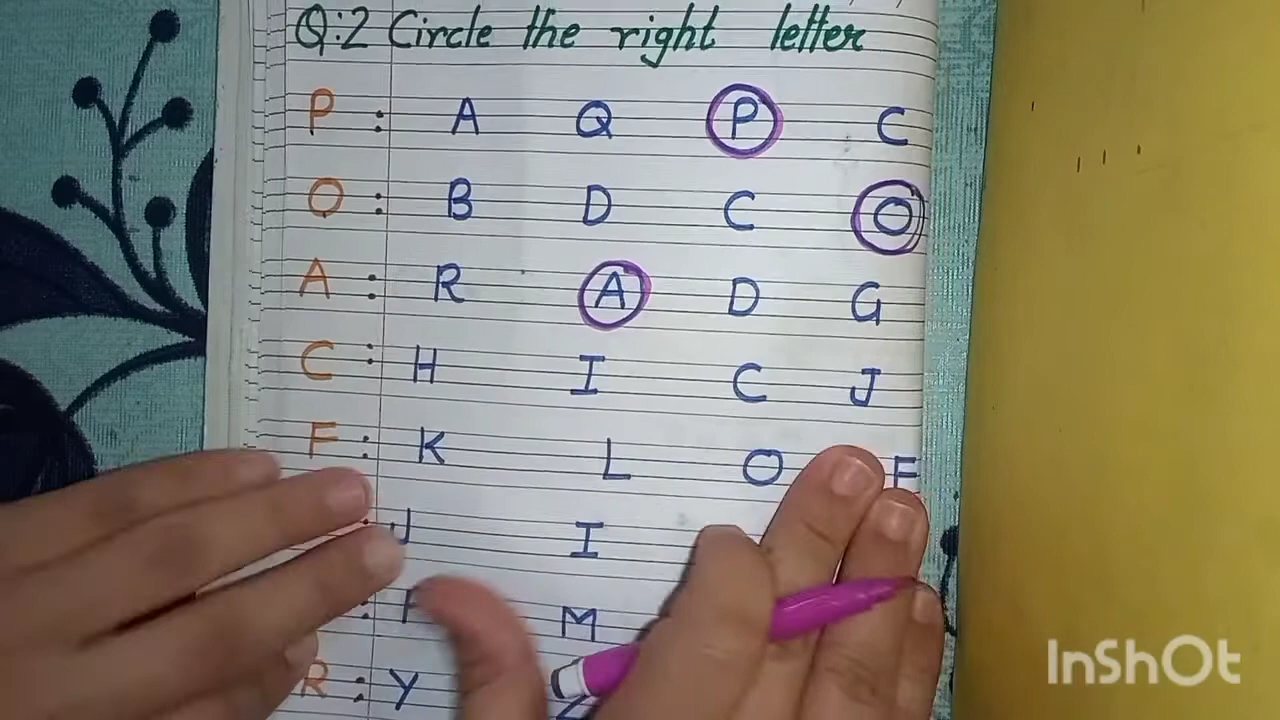 Q:2 Circle the right letter
P : A Q P C
O : B D C O
A : R A D G
C : H I C J
F : K L O F
: J I
: M
R : Y
InShOt